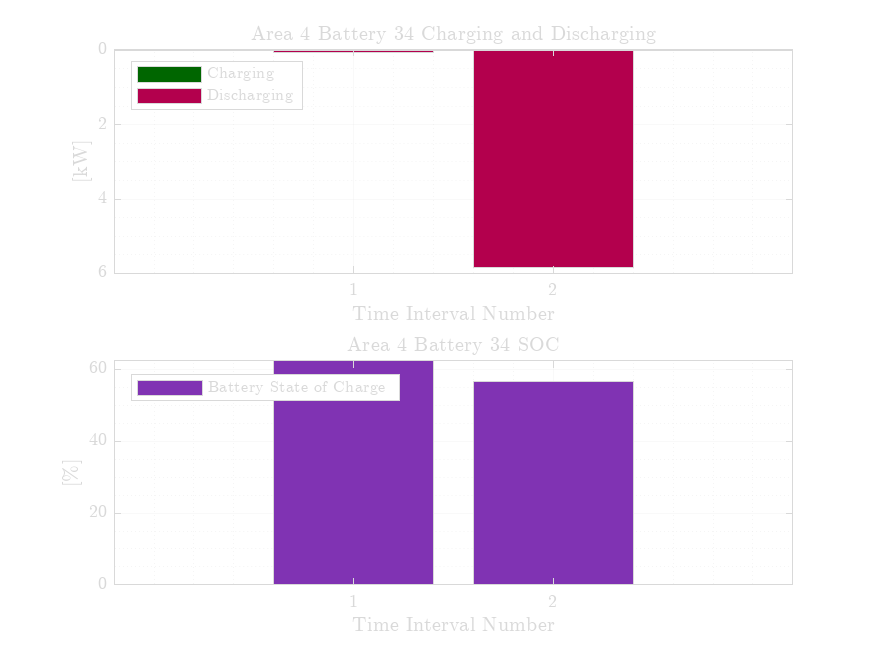 Area 4 Battery 34 Charging and Discharging
0
Charging
Discharging
2
[kW]
4
6
1 2
Time Interval Number
Area 4 Battery 34 SOC
60
Battery State of Charge
40
[%]
20
0
1 2
Time Interval Number